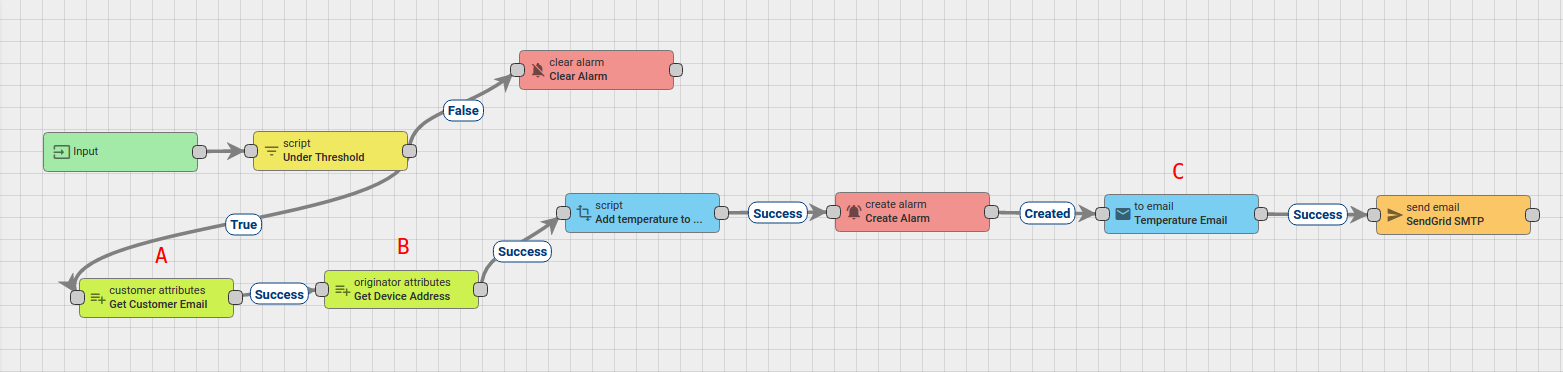 clear alarm
Clear Alarm
False
Input
script
Under Threshold
True
A
customer attributes
Get Customer Email
Success
B
originator attributes
Get Device Address
Success
script
Add temperature to ...
Success
create alarm
Create Alarm
Created
C
to email
Temperature Email
Success
send email
SendGrid SMTP